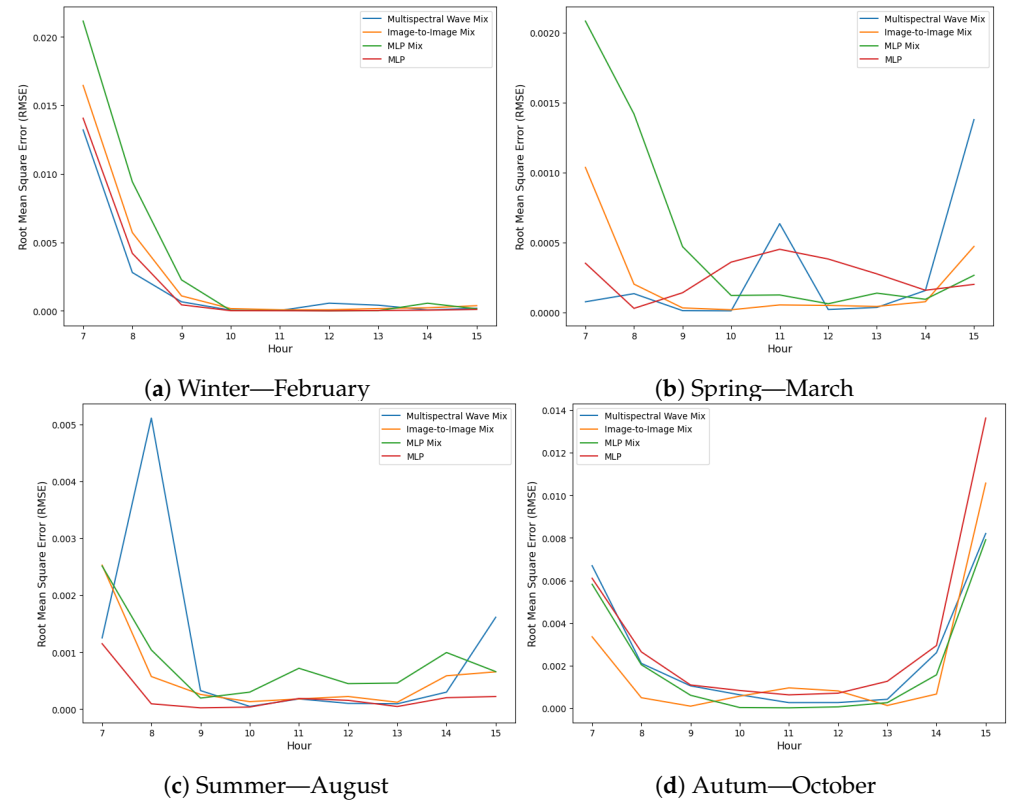 Root Mean Square Error (RMSE)
0.020
0.015
0.010
0.005
0.000
Multispectral Wave Mix
Image-to-Image Mix
MLP Mix
MLP
7 8 9 10 11 12 13 14 15
Hour
(a) Winter—February
Root Mean Square Error (RMSE)
0.0020
0.0015
0.0010
0.0005
0.0000
Multispectral Wave Mix
Image-to-Image Mix
MLP Mix
MLP
7 8 9 10 11 12 13 14 15
Hour
(b) Spring—March
Root Mean Square Error (RMSE)
0.005
0.004
0.003
0.002
0.001
0.000
Multispectral Wave Mix
Image-to-Image Mix
MLP Mix
MLP
7 8 9 10 11 12 13 14 15
Hour
(c) Summer—August
Root Mean Square Error (RMSE)
0.014
0.012
0.010
0.008
0.006
0.004
0.002
0.000
Multispectral Wave Mix
Image-to-Image Mix
MLP Mix
MLP
7 8 9 10 11 12 13 14 15
Hour
(d) Autum—October